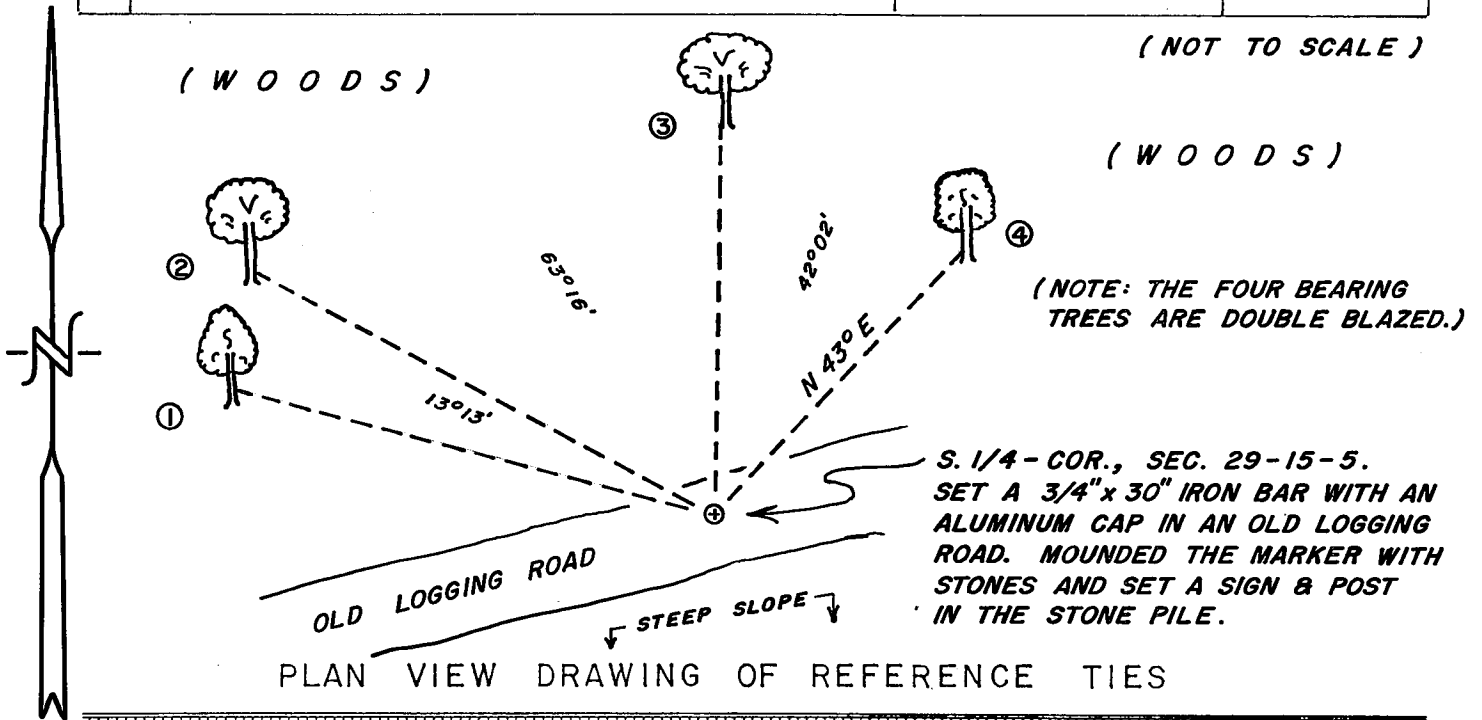 (NOT TO SCALE)
(WOODS)
③
(WOODS)
④
②
63°16'
42°02'
(NOTE: THE FOUR BEARING
TREES ARE DOUBLE BLAZED.)
N 43° E
N
①
13°13'
S. 1/4 - COR., SEC. 29-15-5.
SET A 3/4" x 30" IRON BAR WITH AN
ALUMINUM CAP IN AN OLD LOGGING
ROAD. MOUNDED THE MARKER WITH
STONES AND SET A SIGN & POST
IN THE STONE PILE.
OLD LOGGING ROAD
STEEP SLOPE
PLAN VIEW DRAWING OF REFERENCE TIES